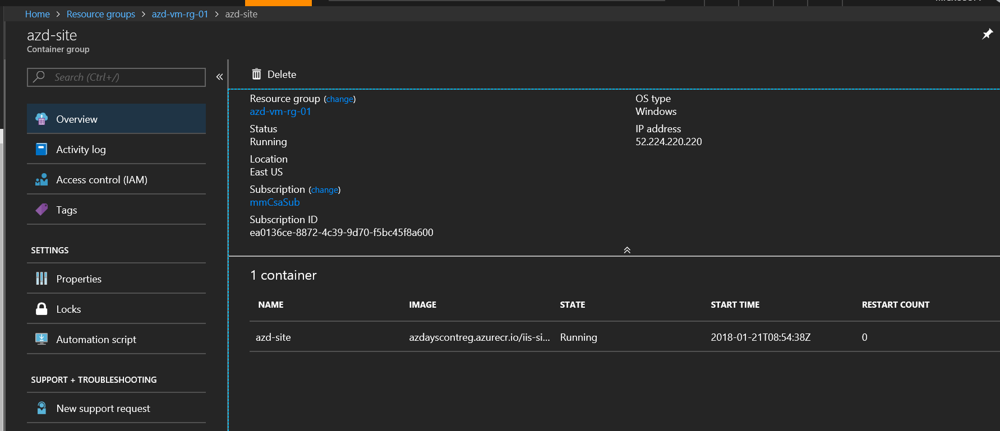 Home > Resource groups > azd-vm-rg-01 > azd-site
azd-site
Container group
Search (Ctrl+/)
Overview
Activity log
Access control (IAM)
Tags
SETTINGS
Properties
Locks
Automation script
SUPPORT + TROUBLESHOOTING
New support request
Delete
Resource group (change)
azd-vm-rg-01
Status
Running
Location
East US
Subscription (change)
mmCsaSub
Subscription ID
ea0136ce-8872-4c39-9d70-f5bc45f8a600
OS type
Windows
IP address
52.224.220.220
1 container
NAME IMAGE STATE START TIME RESTART COUNT
azd-site azdayscontreg.azurecr.io/iis-si... Running 2018-01-21T08:54:38Z 0